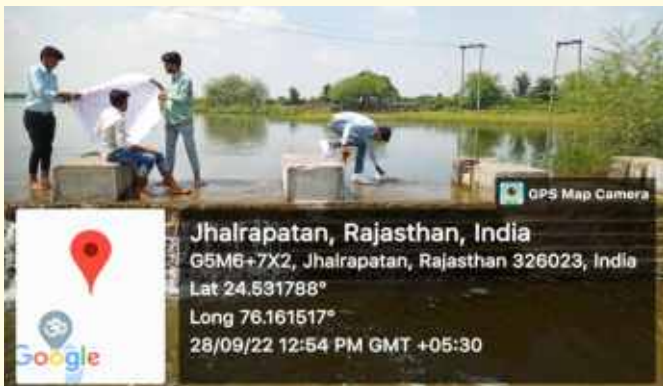 GPS Map Camera
Jhalrapatan, Rajasthan, India
G5M6+7X2, Jhalrapatan, Rajasthan 326023, India
Lat 24.531788°
Long 76.161517°
28/09/22 12:54 PM GMT +05:30
ॐ
Google